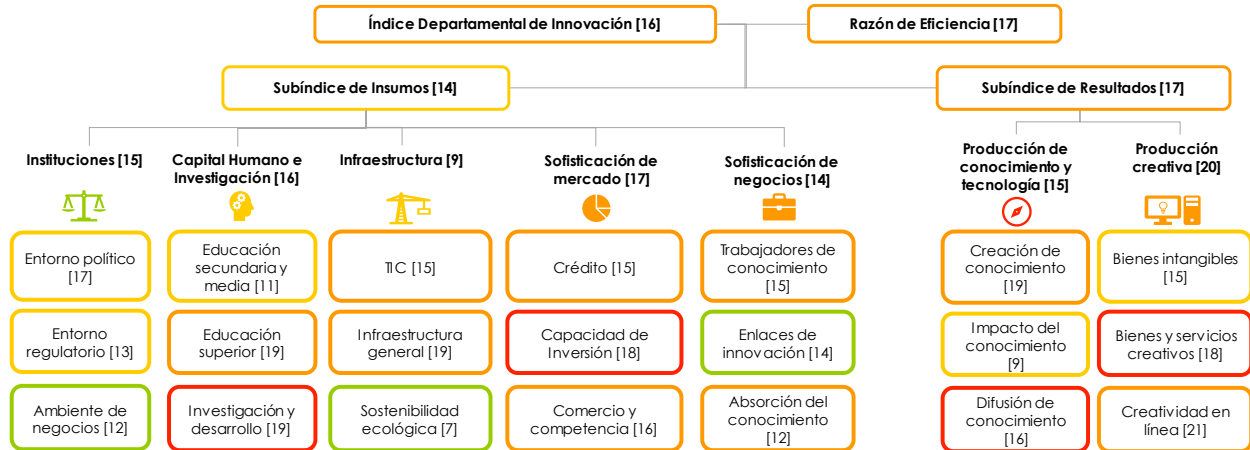 Índice Departamental de Innovación [16]
Razón de Eficiencia [17]
Subíndice de Insumos [14]
Subíndice de Resultados [17]
Instituciones [15]
Capital Humano e
Investigación [16]
Infraestructura [9]
Sofisticación de
mercado [17]
Sofisticación de
negocios [14]
Producción de
conocimiento y
tecnología [15]
Producción
creativa [20]
Entorno político
[17]
Educación
secundaria y
media [11]
TIC [15]
Crédito [15]
Trabajadores de
conocimiento
[15]
Creación de
conocimiento
[19]
Bienes intangibles
[15]
Entorno
regulatorio [13]
Educación
superior [19]
Infraestructura
general [19]
Capacidad de
Inversión [18]
Enlaces de
innovación [14]
Impacto del
conocimiento
[9]
Bienes y servicios
creativos [18]
Ambiente de
negocios [12]
Investigación y
desarrollo [19]
Sostenibilidad
ecológica [7]
Comercio y
competencia [16]
Absorción del
conocimiento
[12]
Difusión de
conocimiento
[16]
Creatividad en
línea [21]